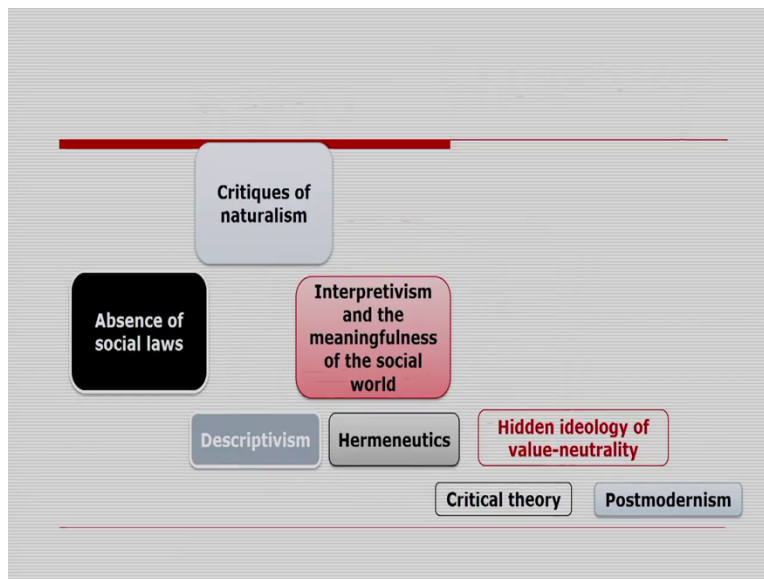 Critiques of
naturalism
Absence of
social laws
Interpretivism
and the
meaningfulness
of the social
world
Descriptivism
Hermeneutics
Hidden ideology of
value-neutrality
Critical theory
Postmodernism